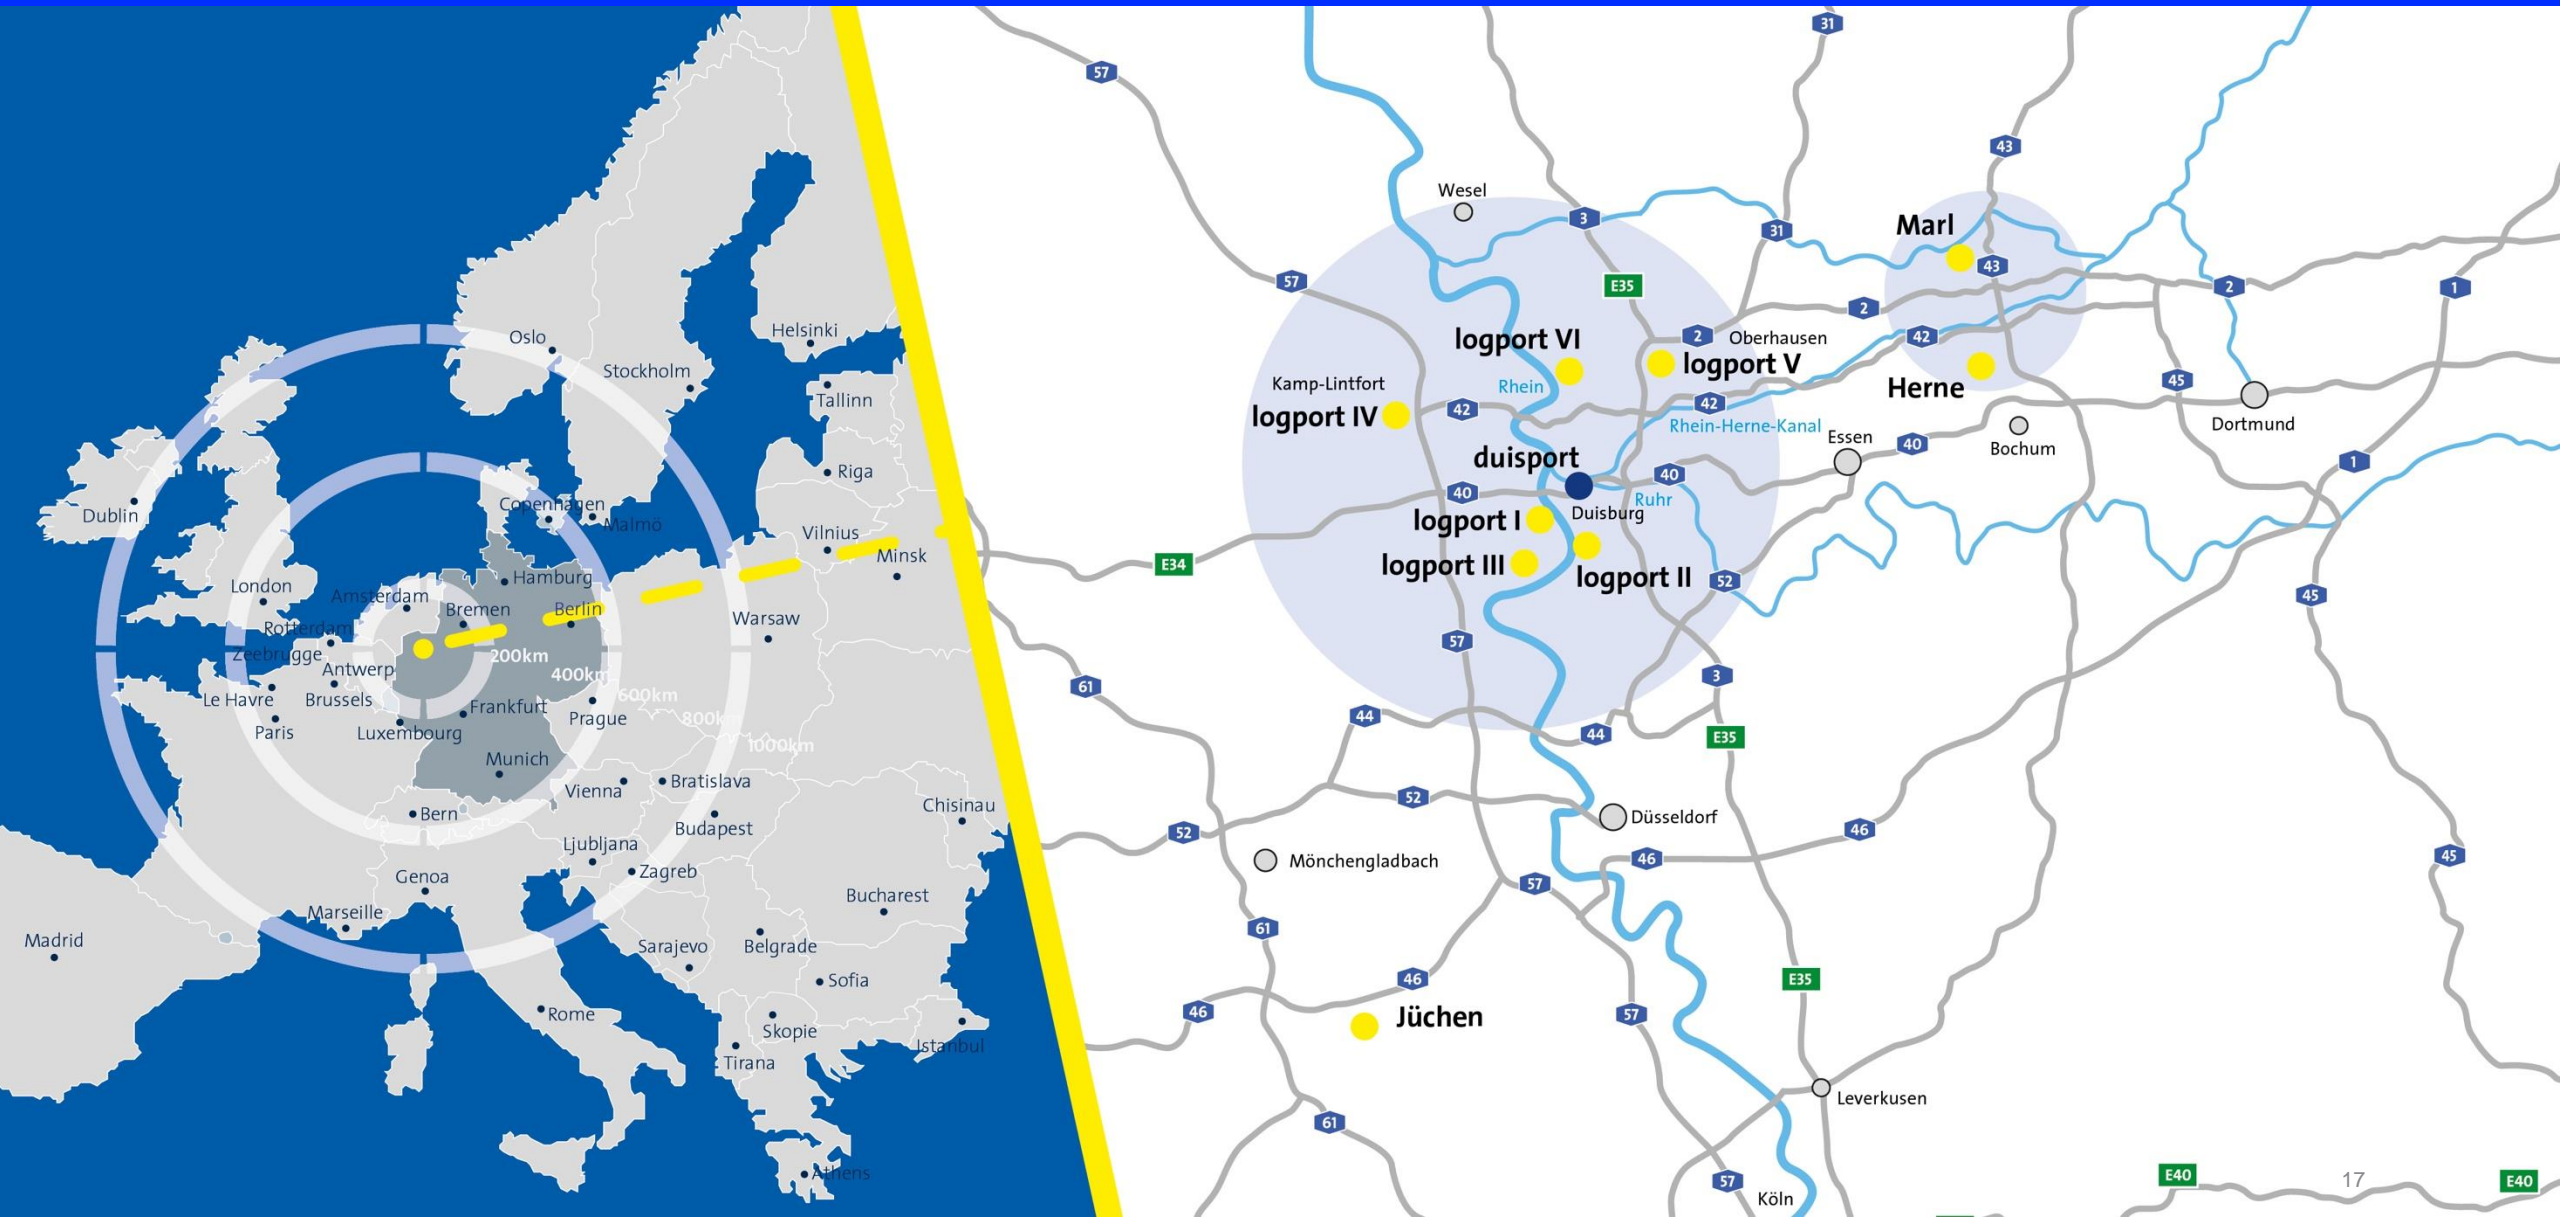 Oslo
Helsinki
Stockholm
Tallinn
Riga
Copenhagen
Malmö
Dublin
Vilnius
Minsk
Hamburg
London
Amsterdam
Bremen
Berlin
Warsaw
Rotterdam
Zeebrugge
200km
Antwerp
400km
600km
Le Havre
Brussels
Frankfurt
Prague
800km
Paris
Luxembourg
1000km
Munich
Vienna
Bratislava
Chisinau
Bern
Budapest
Ljubljana
Zagreb
Genoa
Bucharest
Marseille
Madrid
Sarajevo
Belgrade
Sofia
Rome
Skopie
Istanbul
Tirana
Athens
31
57
43
Wesel
3
Marl
31
43
57
E35
2
1
2
logport VI
2
Oberhausen
42
logport V
Kamp-Lintfort
Rhein
Herne
45
logport IV
42
42
Rhein-Herne-Kanal
Essen
40
Bochum
Dortmund
duisport
40
1
40
Ruhr
logport I
Duisburg
E34
logport III
logport II
52
45
57
61
3
44
44
E35
52
Düsseldorf
52
46
Mönchengladbach
46
45
57
61
46
E35
46
Jüchen
57
Leverkusen
61
E40
17
E40
57
Köln